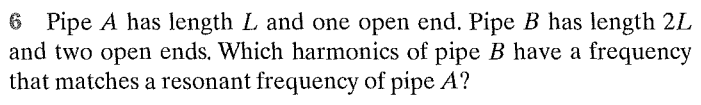 6 Pipe A has length L and one open end. Pipe B has length 2L
and two open ends. Which harmonics of pipe B have a frequency
that matches a resonant frequency of pipe A?